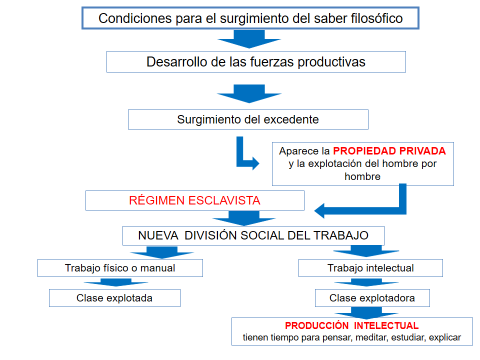 Condiciones para el surgimiento del saber filosófico
Desarrollo de las fuerzas productivas
Surgimiento del excedente
Aparece la PROPIEDAD PRIVADA
y la explotación del hombre por
hombre
RÉGIMEN ESCLAVISTA
NUEVA DIVISIÓN SOCIAL DEL TRABAJO
Trabajo físico o manual
Trabajo intelectual
Clase explotada
Clase explotadora
PRODUCCIÓN INTELECTUAL
tienen tiempo para pensar, meditar, estudiar, explicar